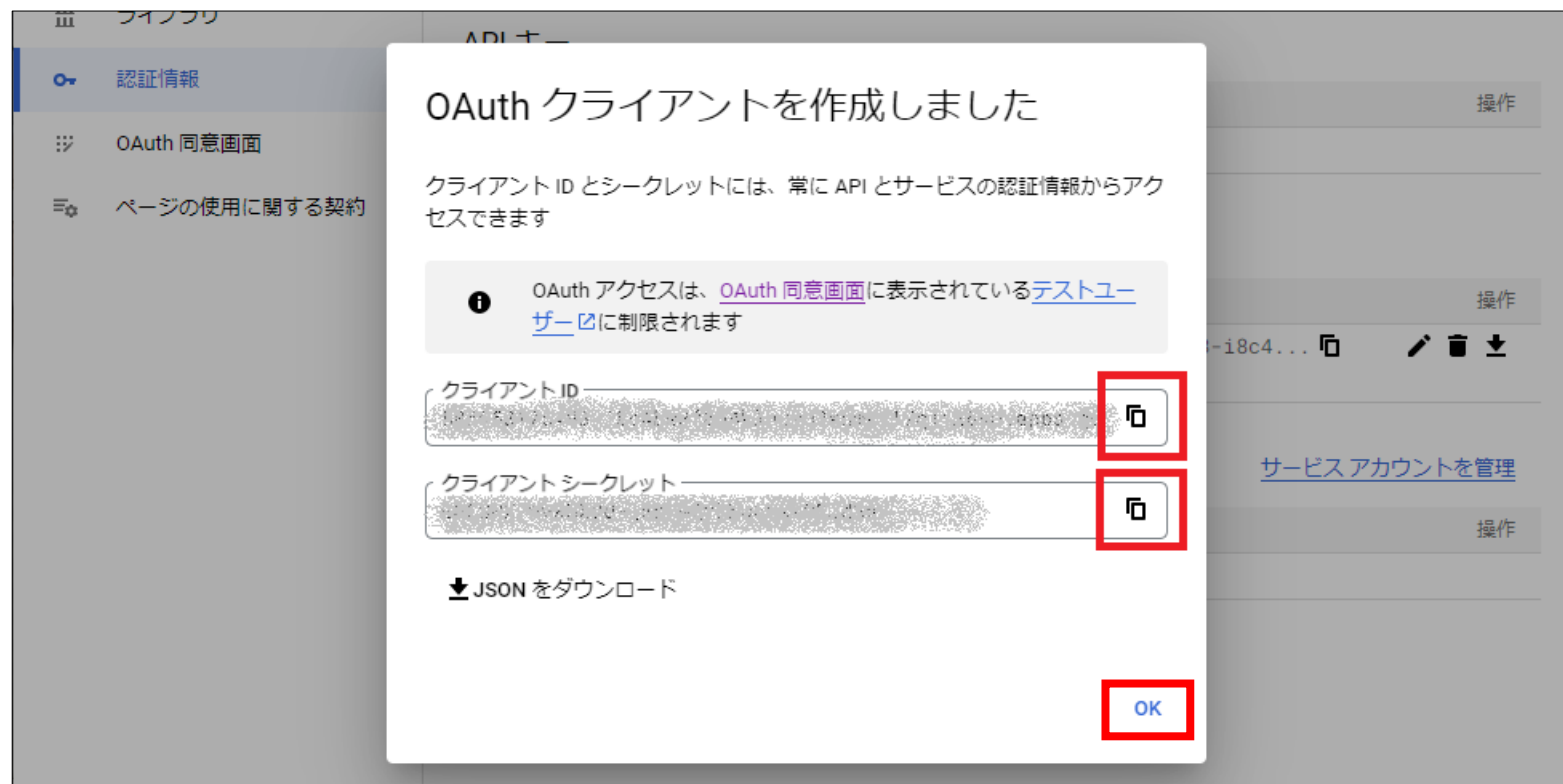 ライブラリ
認証情報
OAuth 同意画面
ページの使用に関する契約
API キー
操作
操作
-i8c4...
サービス アカウントを管理
操作
OAuth クライアントを作成しました
クライアント ID とシークレットには、常に API とサービスの認証情報からアク
セスできます
OAuth アクセスは、OAuth 同意画面に表示されているテストユー
ザーに制限されます
クライアント ID
クライアント シークレット
JSON をダウンロード
OK